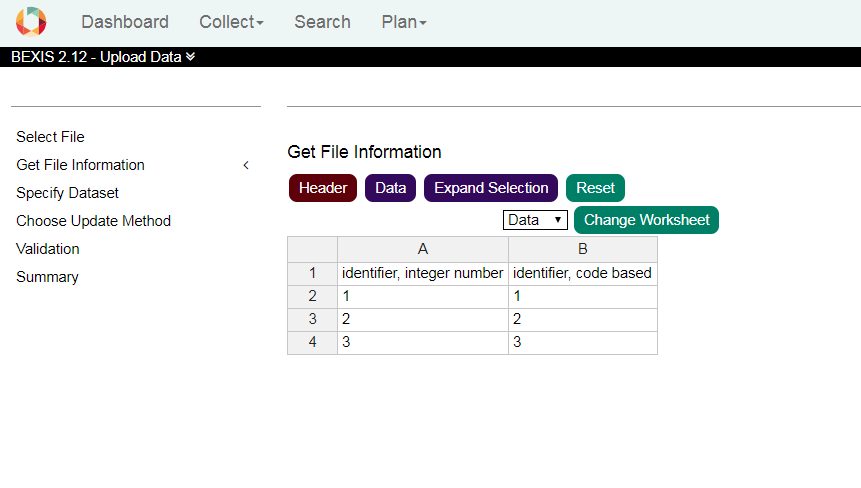 Dashboard Collect Search Plan
BEXIS 2.12 - Upload Data
Select File
Get File Information
Specify Dataset
Choose Update Method
Validation
Summary
Get File Information
Header Data Expand Selection Reset
Data Change Worksheet
A B
1 identifier, integer number identifier, code based
2 1 1
3 2 2
4 3 3